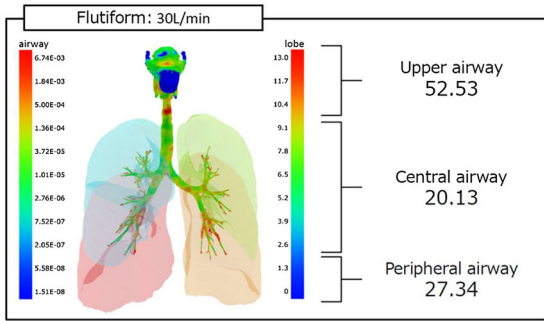 Flutiform: 30L/min
airway
6.74E-03
1.84E-03
5.00E-04
1.36E-04
3.72E-05
1.01E-05
2.76E-06
7.52E-07
2.05E-07
5.58E-08
1.51E-08
lobe
13.0
11.7
10.4
9.1
7.8
6.5
5.2
3.9
2.6
1.3
0
Upper airway
52.53
Central airway
20.13
Peripheral airway
27.34